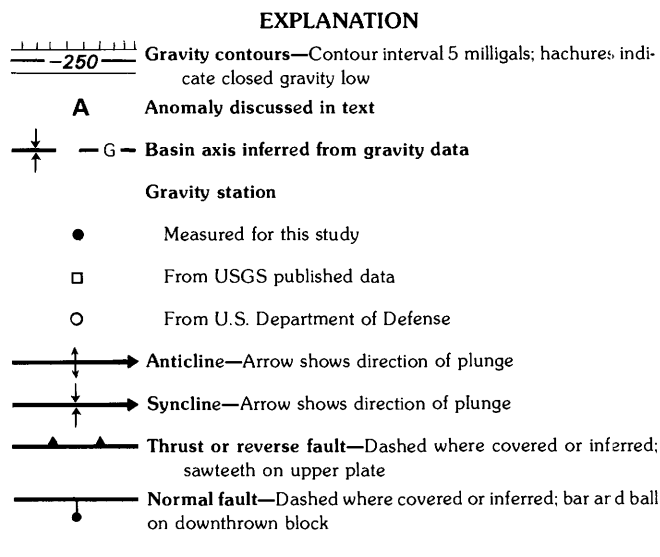 EXPLANATION
-250 Gravity contours—Contour interval 5 milligals; hachures indi-
cate closed gravity low
A Anomaly discussed in text
G Basin axis inferred from gravity data
Gravity station
Measured for this study
From USGS published data
From U.S. Department of Defense
Anticline—Arrow shows direction of plunge
Syncline—Arrow shows direction of plunge
Thrust or reverse fault—Dashed where covered or inferred;
sawteeth on upper plate
Normal fault—Dashed where covered or inferred; bar and ball
on downthrown block